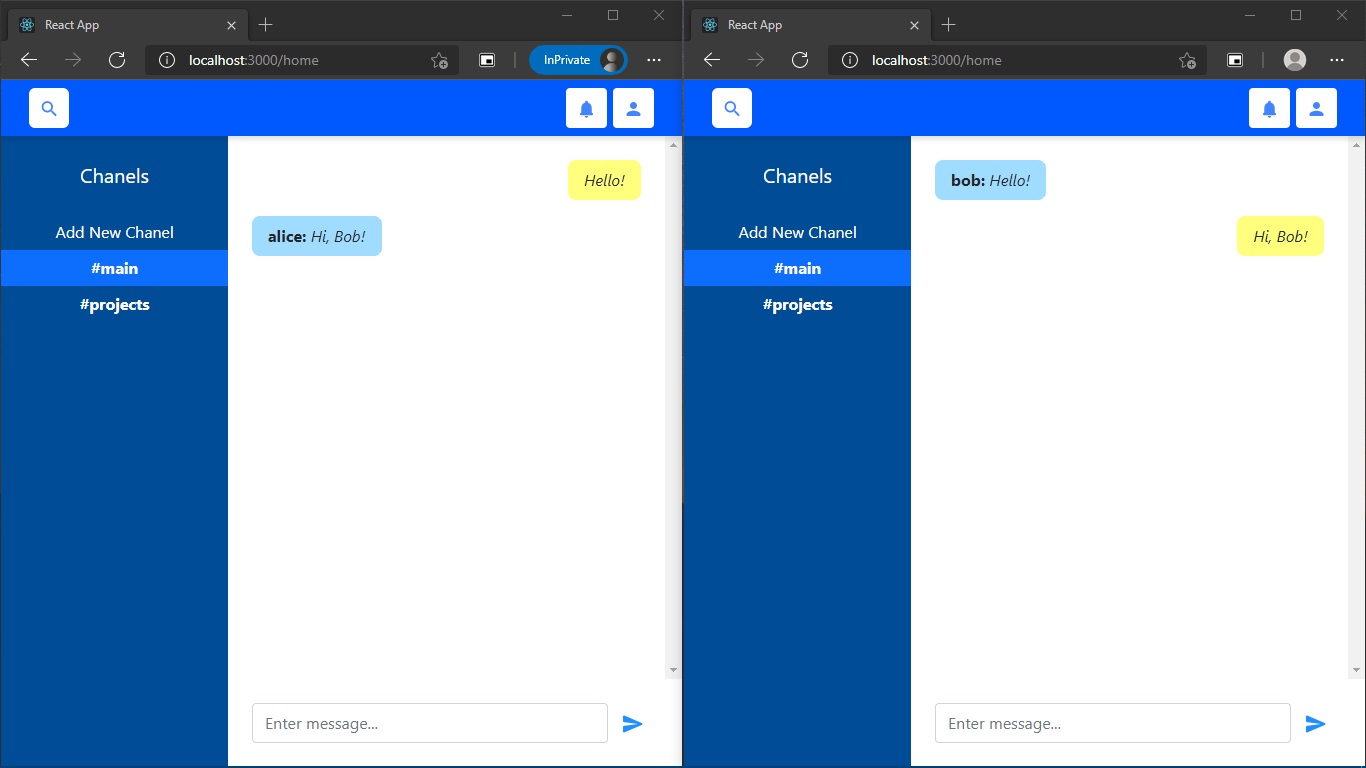 React App
InPrivate
localhost:3000/home
Chanels
Add New Chanel
#main
#projects
Hello!
alice: Hi, Bob!
Enter message...
React App
localhost:3000/home
Chanels
Add New Chanel
#main
#projects
bob: Hello!
Hi, Bob!
Enter message...